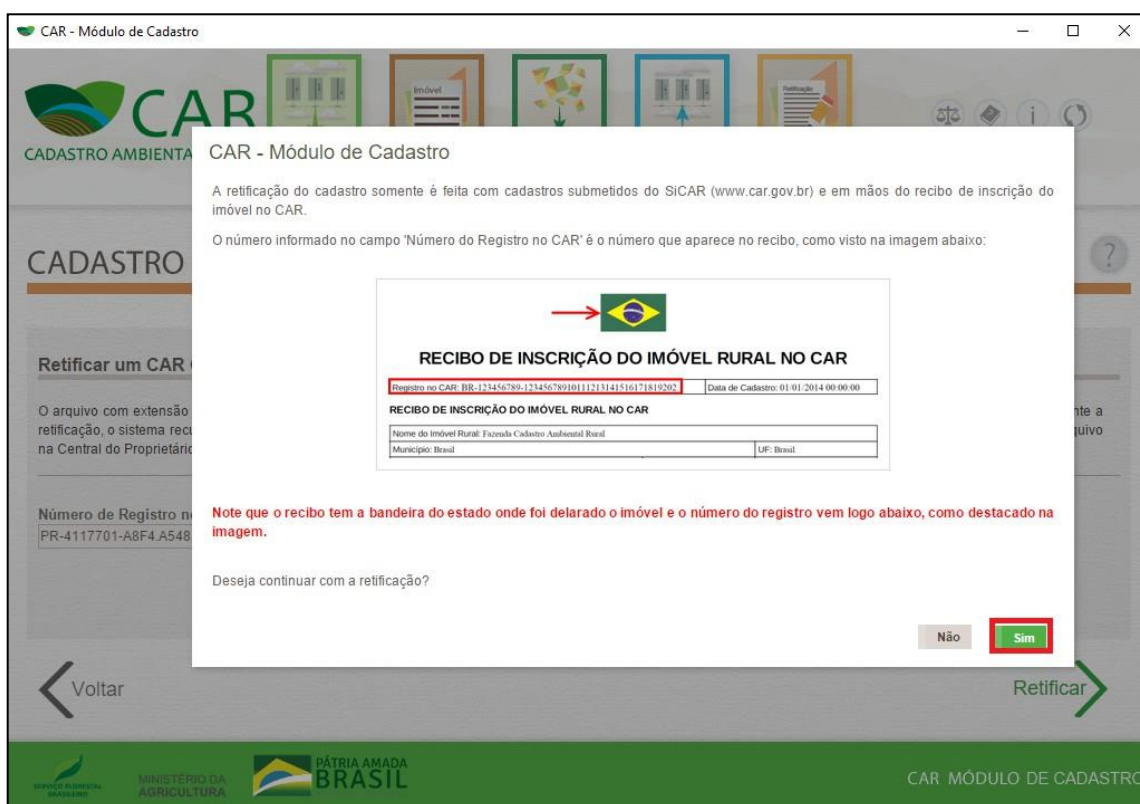 CAR - Módulo de Cadastro
Imóvel
Retificação
CAR
CADASTRO AMBIENTA
CAR - Módulo de Cadastro
A retificação do cadastro somente é feita com cadastros submetidos do SiCAR (www.car.gov.br) e em mãos do recibo de inscrição do
imóvel no CAR.
O número informado no campo 'Número do Registro no CAR' é o número que aparece no recibo, como visto na imagem abaixo:
CADASTRO
?
RECIBO DE INSCRIÇÃO DO IMÓVEL RURAL NO CAR
Registro no CAR: BR-123456789-12345678910111213141516171819202 Data de Cadastro: 01/01/2014 00:00:00
RECIBO DE INSCRIÇÃO DO IMÓVEL RURAL NO CAR
Nome do Imóvel Rural: Fazenda Cadastro Ambiental Rural
Município: Brasil UF: Brasil
Retificar um CAR
O arquivo com extensão
nte a
retificação, o sistema recu
quivo
na Central do Proprietário
Número de Registro n
PR-4117701-A8F4.A548
Note que o recibo tem a bandeira do estado onde foi delarado o imóvel e o número do registro vem logo abaixo, como destacado na
imagem.
Deseja continuar com a retificação?
Não Sim
Voltar Retificar
SERVIÇO FLORESTAL
BRASILEIRO
MINISTÉRIO DA
AGRICULTURA
PÁTRIA AMADA
BRASIL
CAR MÓDULO DE CADASTRO